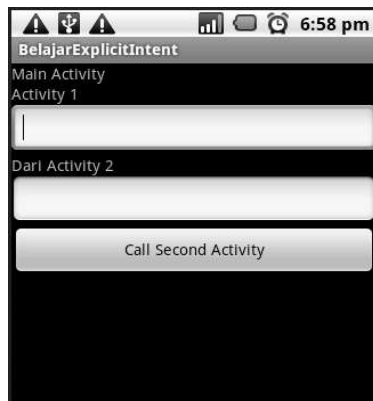 6:58 pm
BelajarExplicitIntent
Main Activity
Activity 1
Dari Activity 2
Call Second Activity